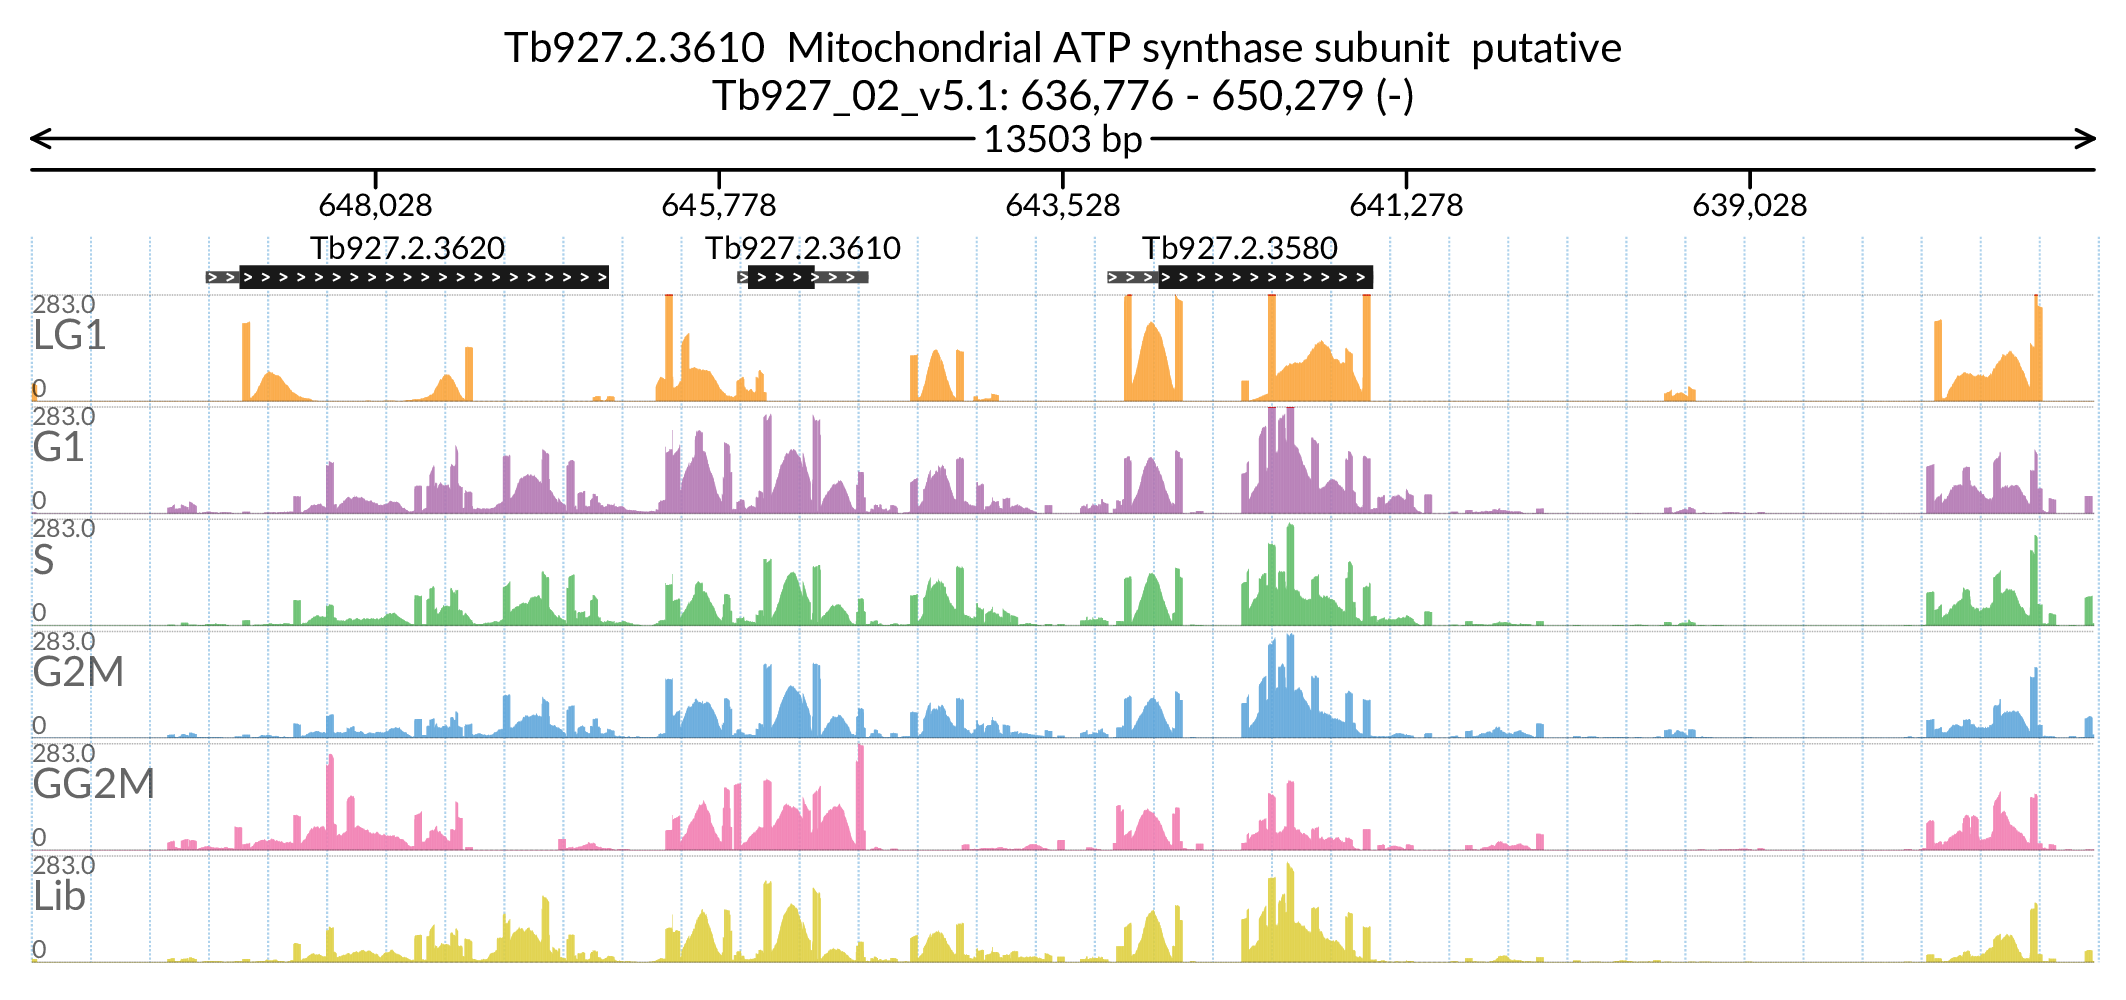 Tb927.2.3610  Mitochondrial ATP synthase subunit  putative
Tb927_02_v5.1: 636,776 - 650,279 (-)
13503 bp
648,028 645,778 643,528 641,278 639,028
Tb927.2.3620 Tb927.2.3610 Tb927.2.3580
283.0
LG1
0
283.0
G1
0
283.0
S
0
283.0
G2M
0
283.0
GG2M
0
283.0
Lib
0